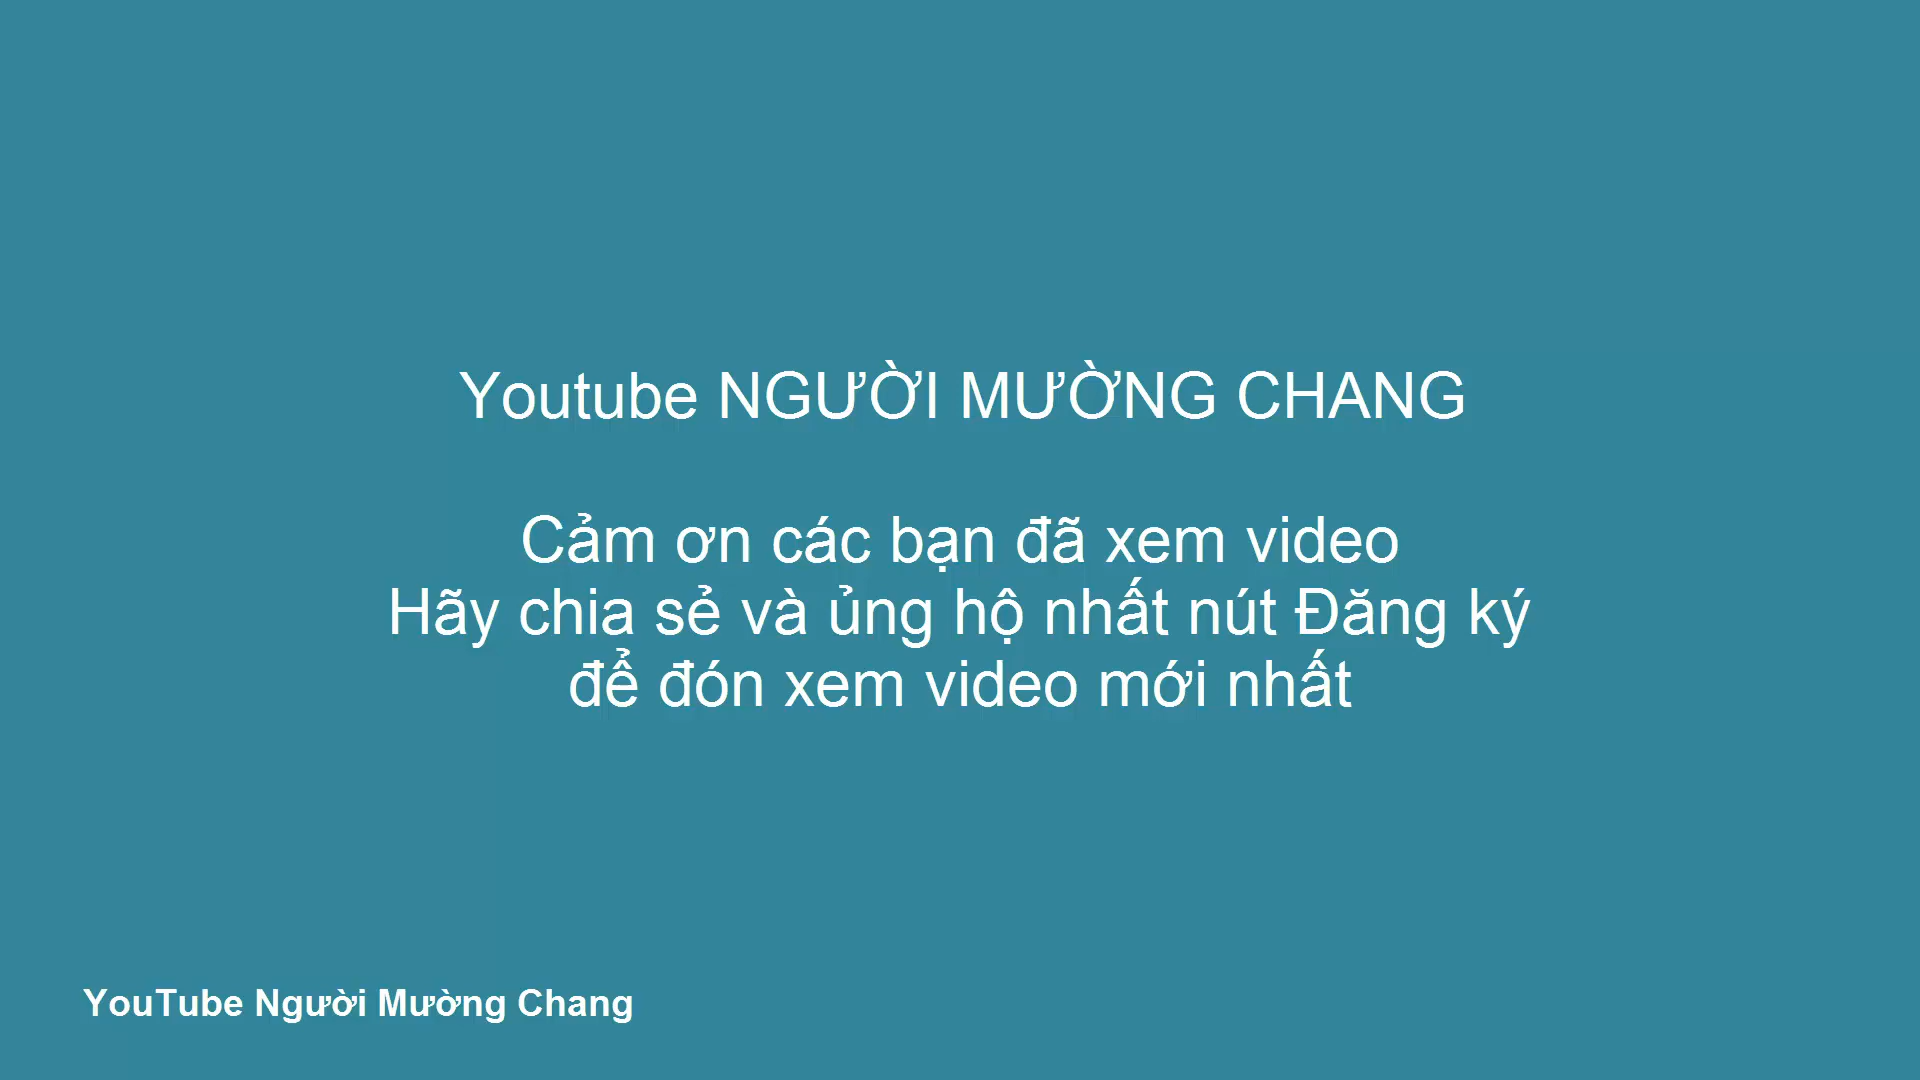 Youtube NGƯỜI MƯỜNG CHANG
Cảm ơn các bạn đã xem video
Hãy chia sẻ và ủng hộ nhất nút Đăng ký
để đón xem video mới nhất
YouTube Người Mường Chang